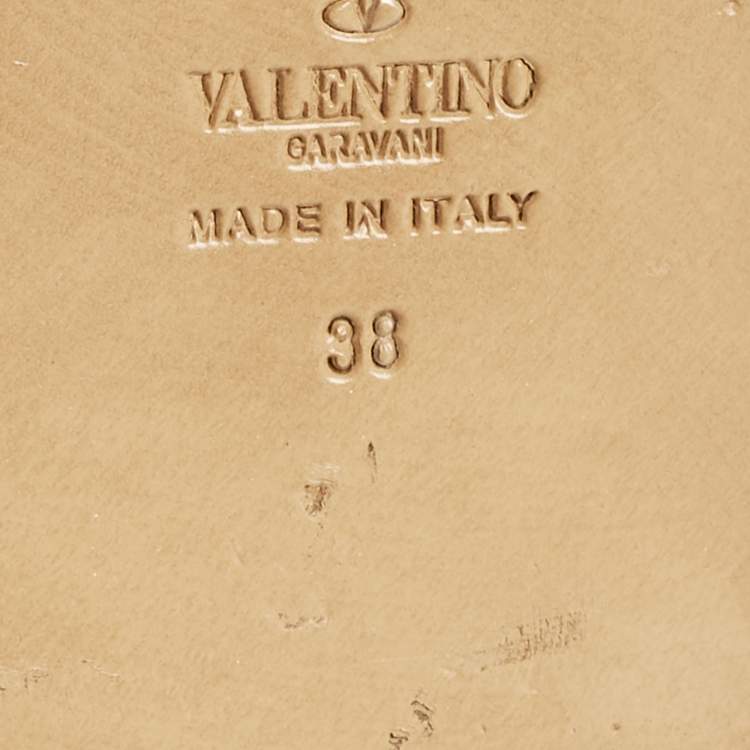 V
VALENTINO
GARAVANI
MADE IN ITALY
38